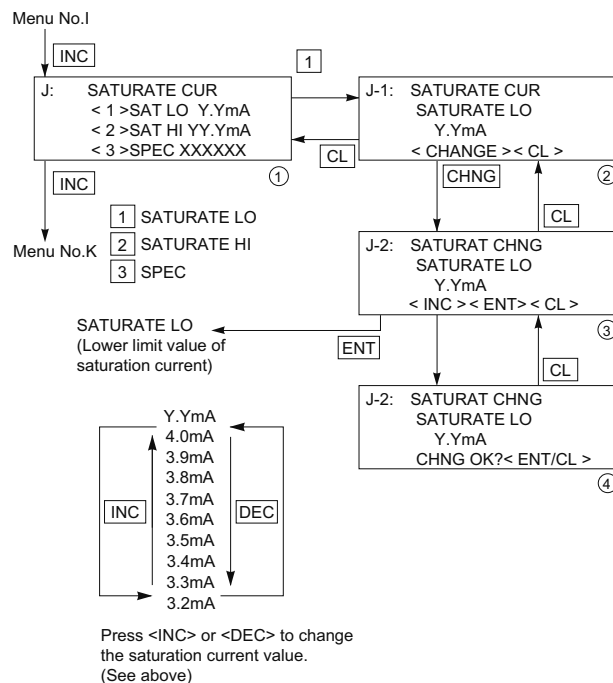 Menu No.I
INC
J: SATURATE CUR
< 1 >SAT LO Y.YmA
< 2 >SAT HI YY.YmA
< 3 >SPEC XXXXXX
①
1
CL
J-1: SATURATE CUR
SATURATE LO
Y.YmA
< CHANGE >< CL >
②
INC
Menu No.K
1 SATURATE LO
2 SATURATE HI
3 SPEC
CHNG
CL
J-2: SATURAT CHNG
SATURATE LO
Y.YmA
< INC >< ENT>< CL >
③
SATURATE LO
(Lower limit value of
saturation current)
ENT
CL
J-2: SATURAT CHNG
SATURATE LO
Y.YmA
CHNG OK?< ENT/CL >
④
Y.YmA
4.0mA
3.9mA
3.8mA
3.7mA
3.6mA
3.5mA
3.4mA
3.3mA
3.2mA
INC
DEC
Press <INC> or <DEC> to change
the saturation current value.
(See above)